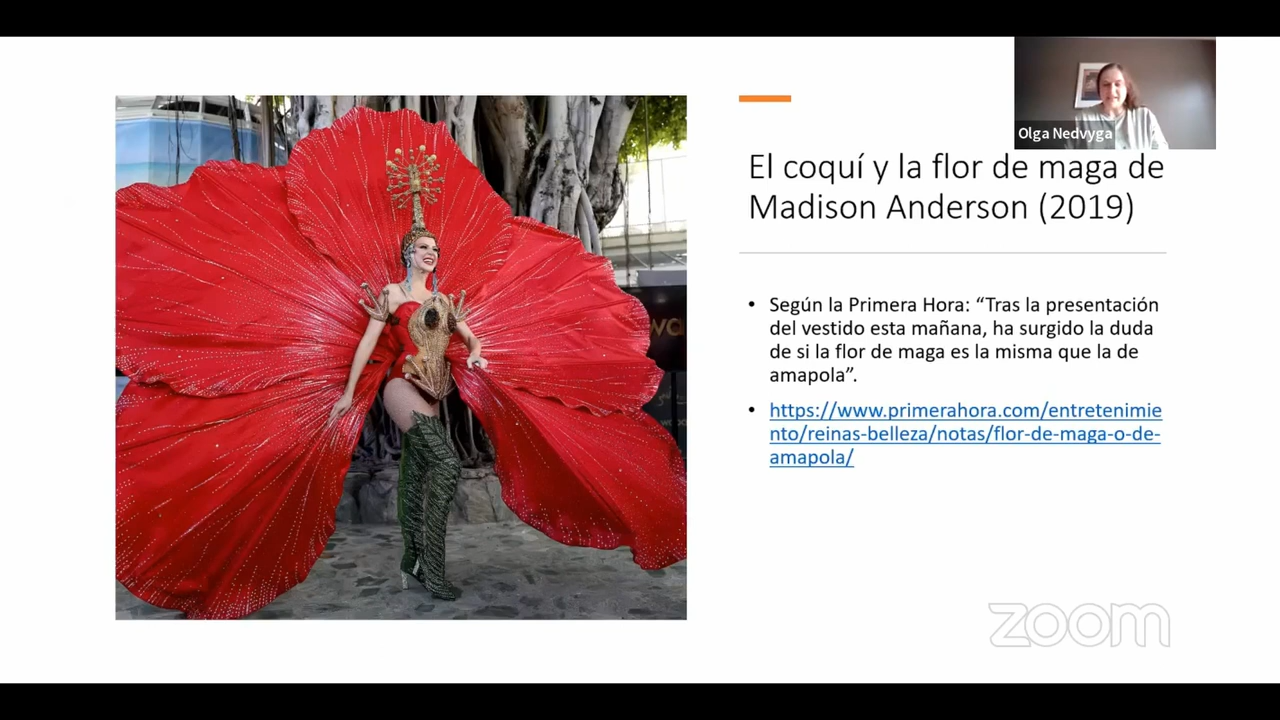 Olga Nedvyga
El coquí y la flor de maga de
Madison Anderson (2019)
• Según la Primera Hora: “Tras la presentación
del vestido esta mañana, ha surgido la duda
de si la flor de maga es la misma que la de
amapola”.
• https://www.primerahora.com/entretenimie
nto/reinas-belleza/notas/flor-de-maga-o-de-
amapola/
zoom